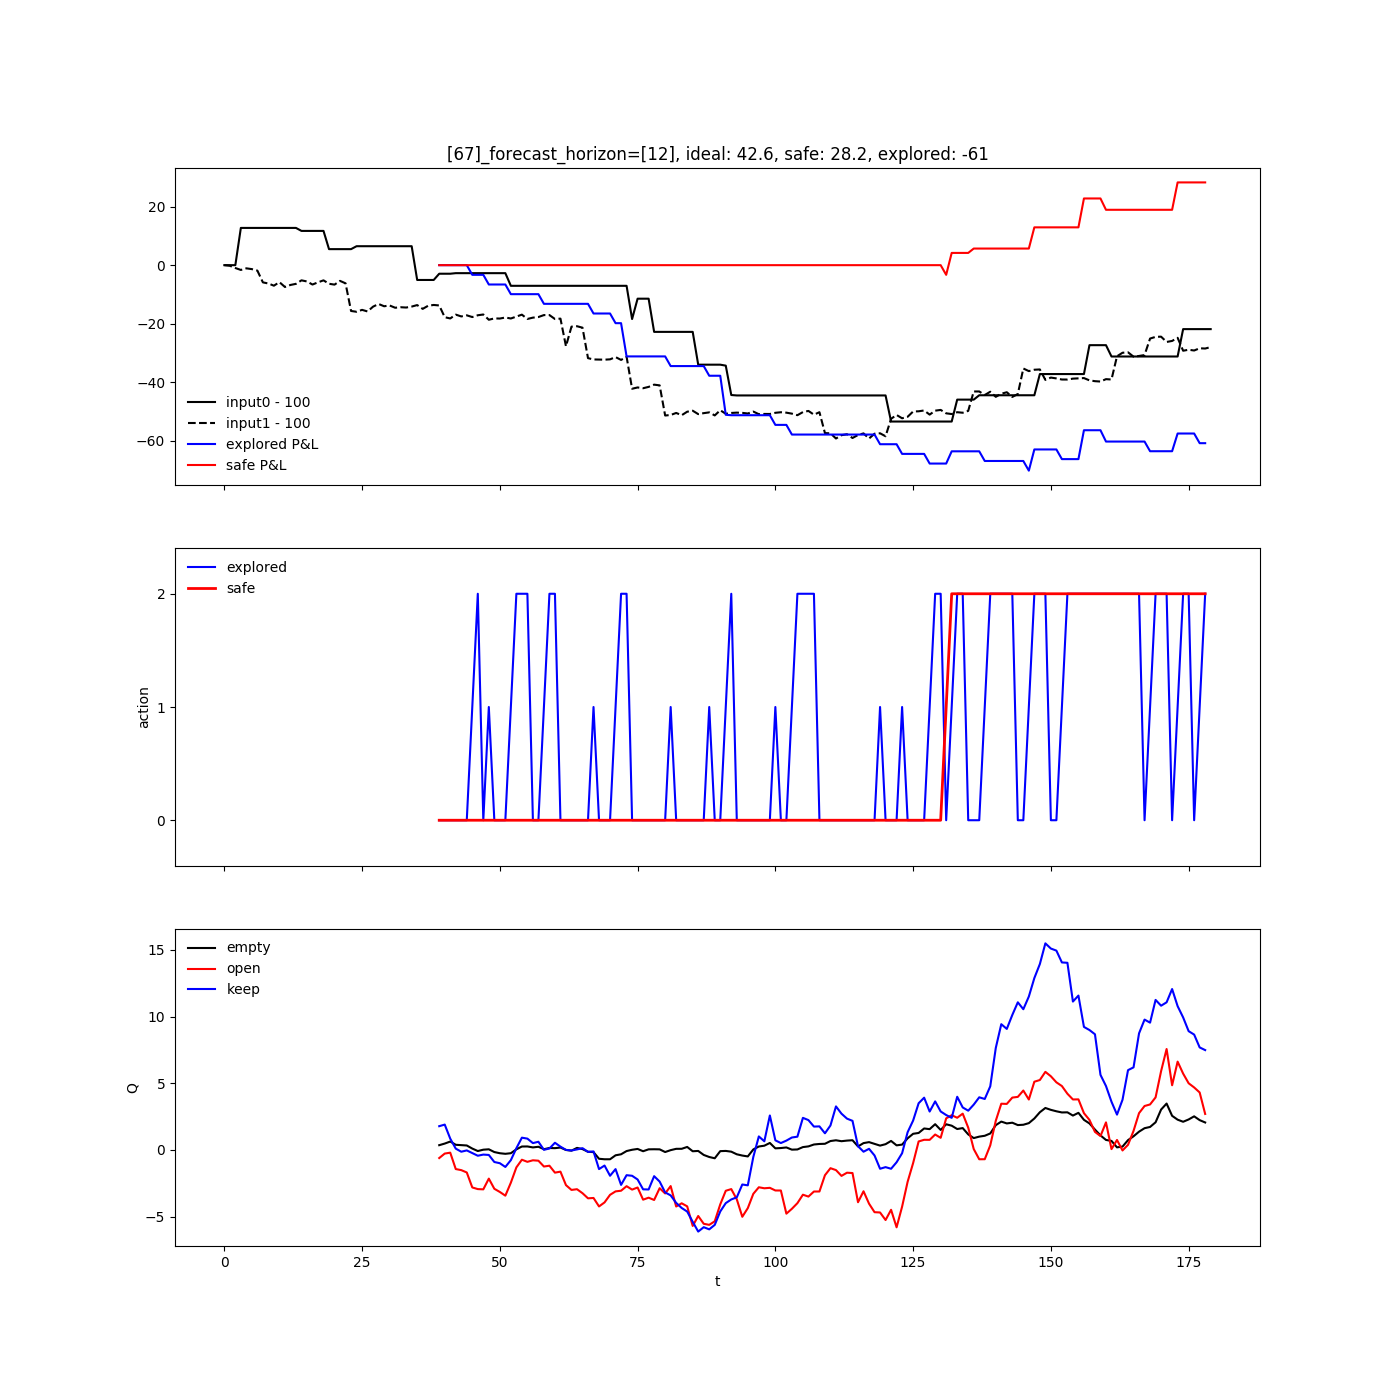 [67]_forecast_horizon=[12], ideal: 42.6, safe: 28.2, explored: -61
20
0
−20
−40
−60
input0 - 100
input1 - 100
explored P&L
safe P&L
explored
safe
2
1
0
action
empty
open
keep
15
10
5
0
−5
Q
0 25 50 75 100 125 150 175
t